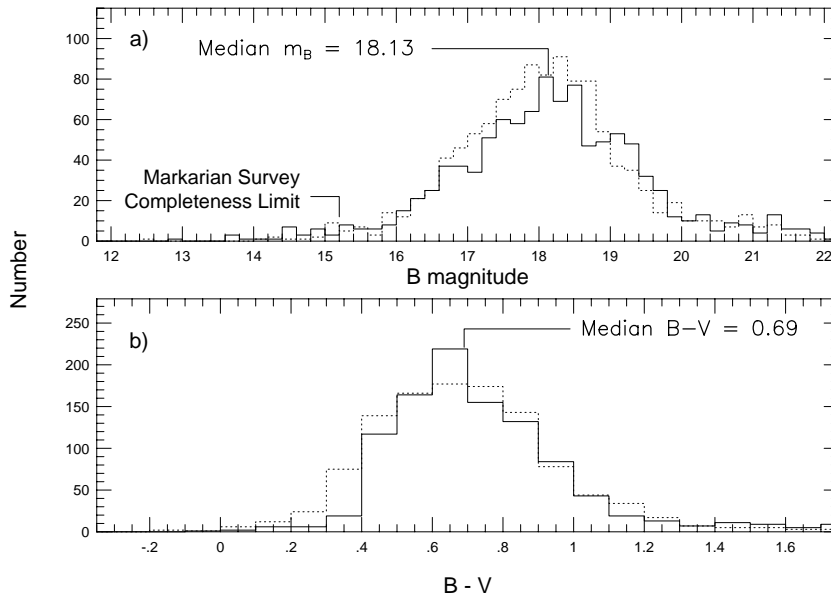 a)
Median m_B = 18.13
Markarian Survey
Completeness Limit
100
80
60
40
20
0
12 13 14 15 16 17 18 19 20 21 22
B magnitude
Number
b)
Median B−V = 0.69
250
200
150
100
50
0
-.2 0 .2 .4 .6 .8 1 1.2 1.4 1.6
B - V